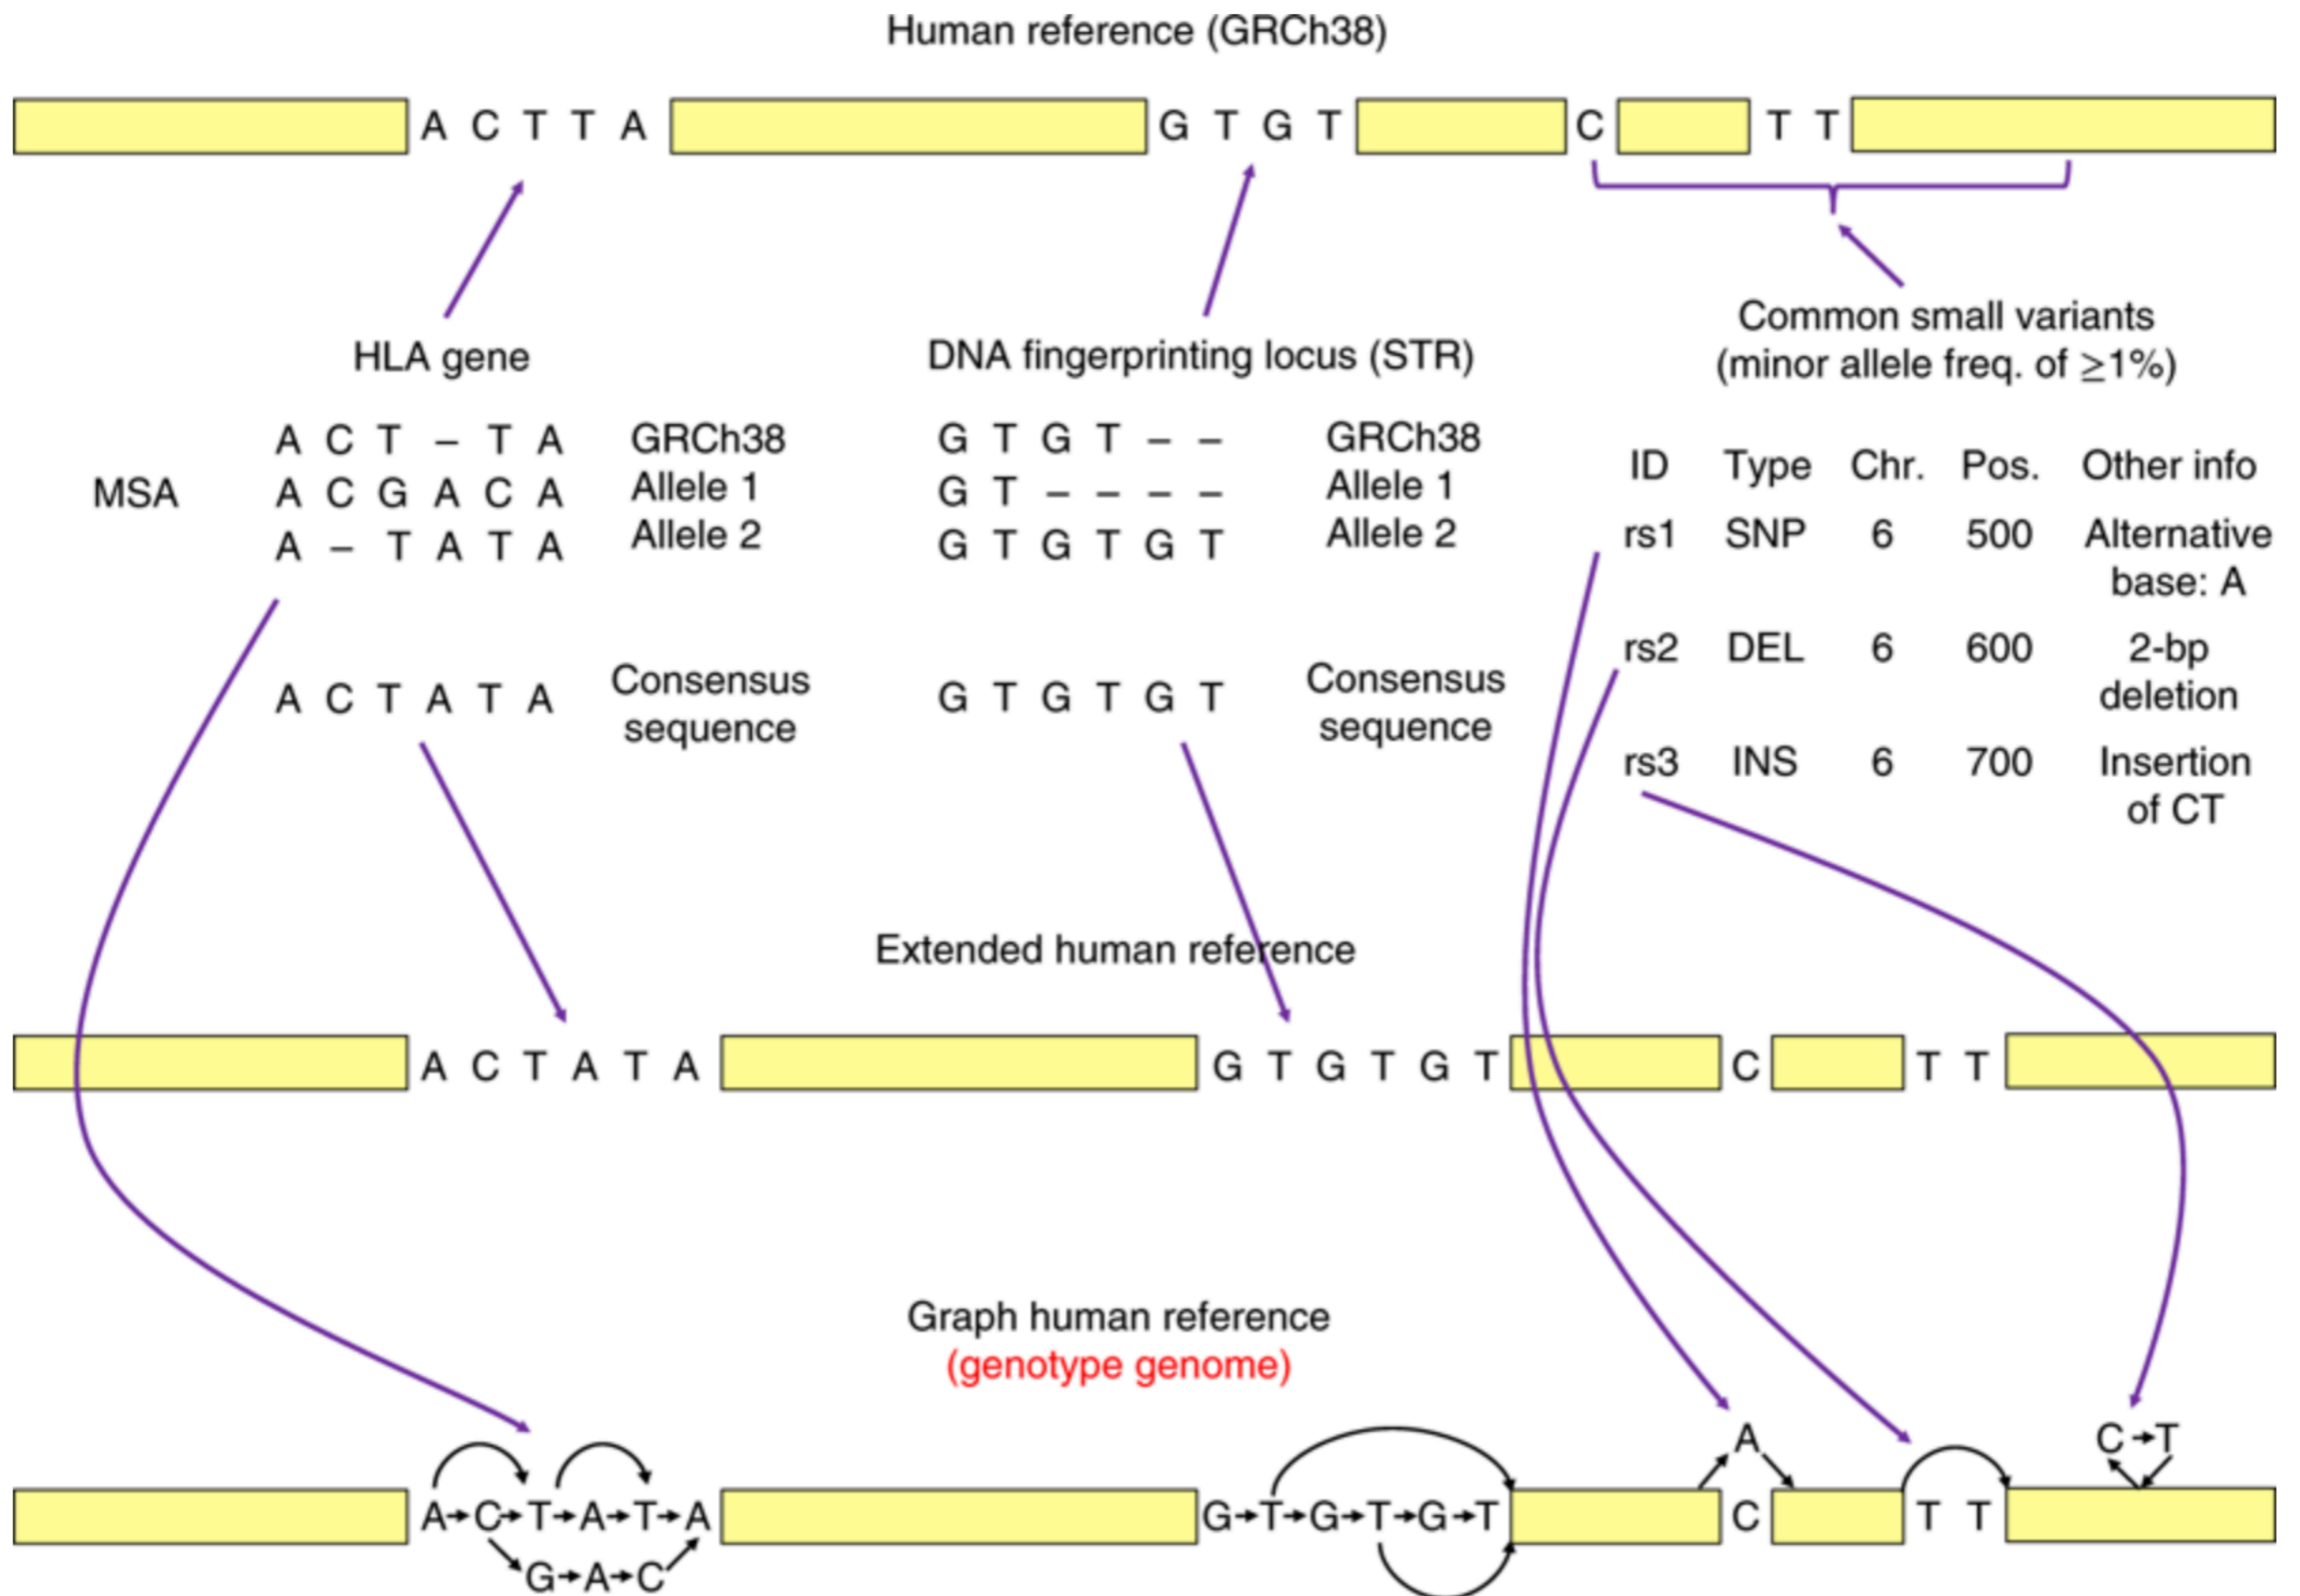 Human reference (GRCh38)
A C T T A G T G T C T T
HLA gene
DNA fingerprinting locus (STR)
Common small variants
(minor allele freq. of ≥1%)
MSA
A C T – T A GRCh38
A C G A C A Allele 1
A – T A T A Allele 2
A C T A T A Consensus
sequence
G T G T – – GRCh38
G T – – – – Allele 1
G T G T G T Allele 2
G T G T G T Consensus
sequence
ID Type Chr. Pos. Other info
rs1 SNP 6 500 Alternative
base: A
rs2 DEL 6 600 2-bp
deletion
rs3 INS 6 700 Insertion
of CT
Extended human reference
A C T A T A G T G T G T C T T
Graph human reference
(genotype genome)
A C T
A C T A T A G T G T G T C T T
G A C